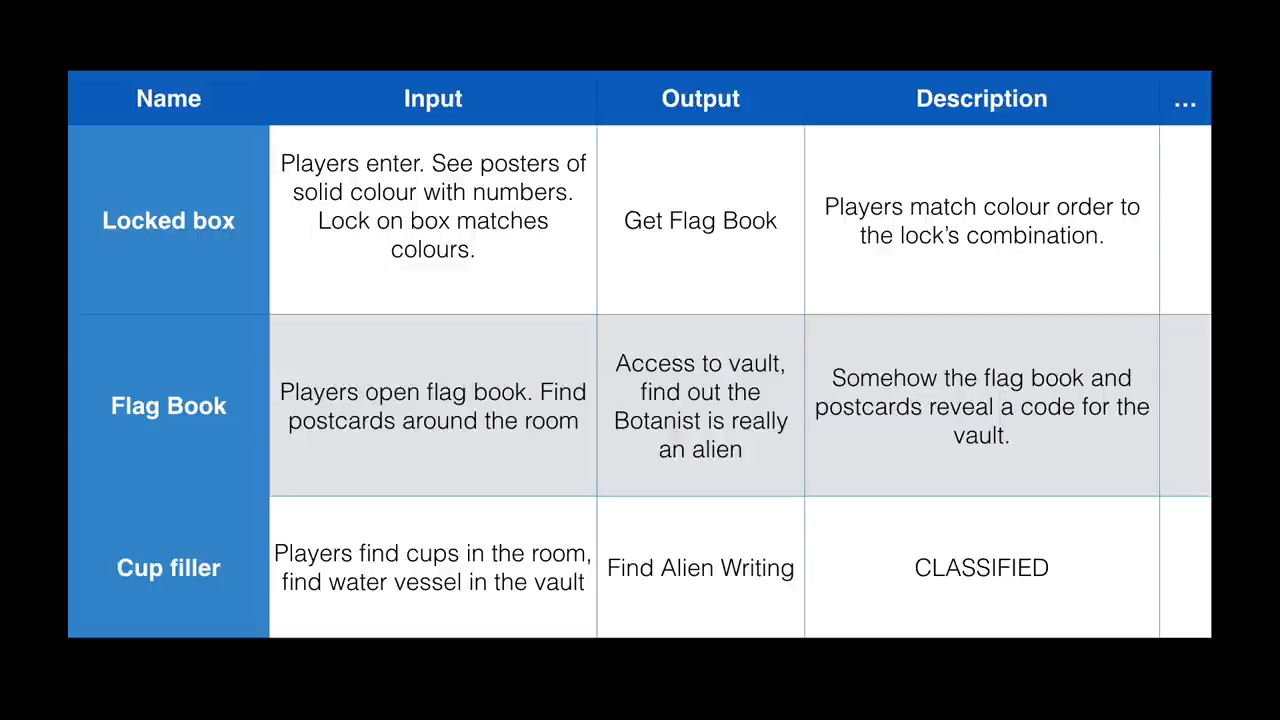 Name
Input
Output
Description
...
Locked box
Players enter. See posters of
solid colour with numbers.
Lock on box matches
colours.
Get Flag Book
Players match colour order to
the lock's combination.
Flag Book
Players open flag book. Find
postcards around the room
Access to vault,
find out the
Botanist is really
an alien
Somehow the flag book and
postcards reveal a code for the
vault.
Cup filler
Players find cups in the room,
find water vessel in the vault
Find Alien Writing
CLASSIFIED